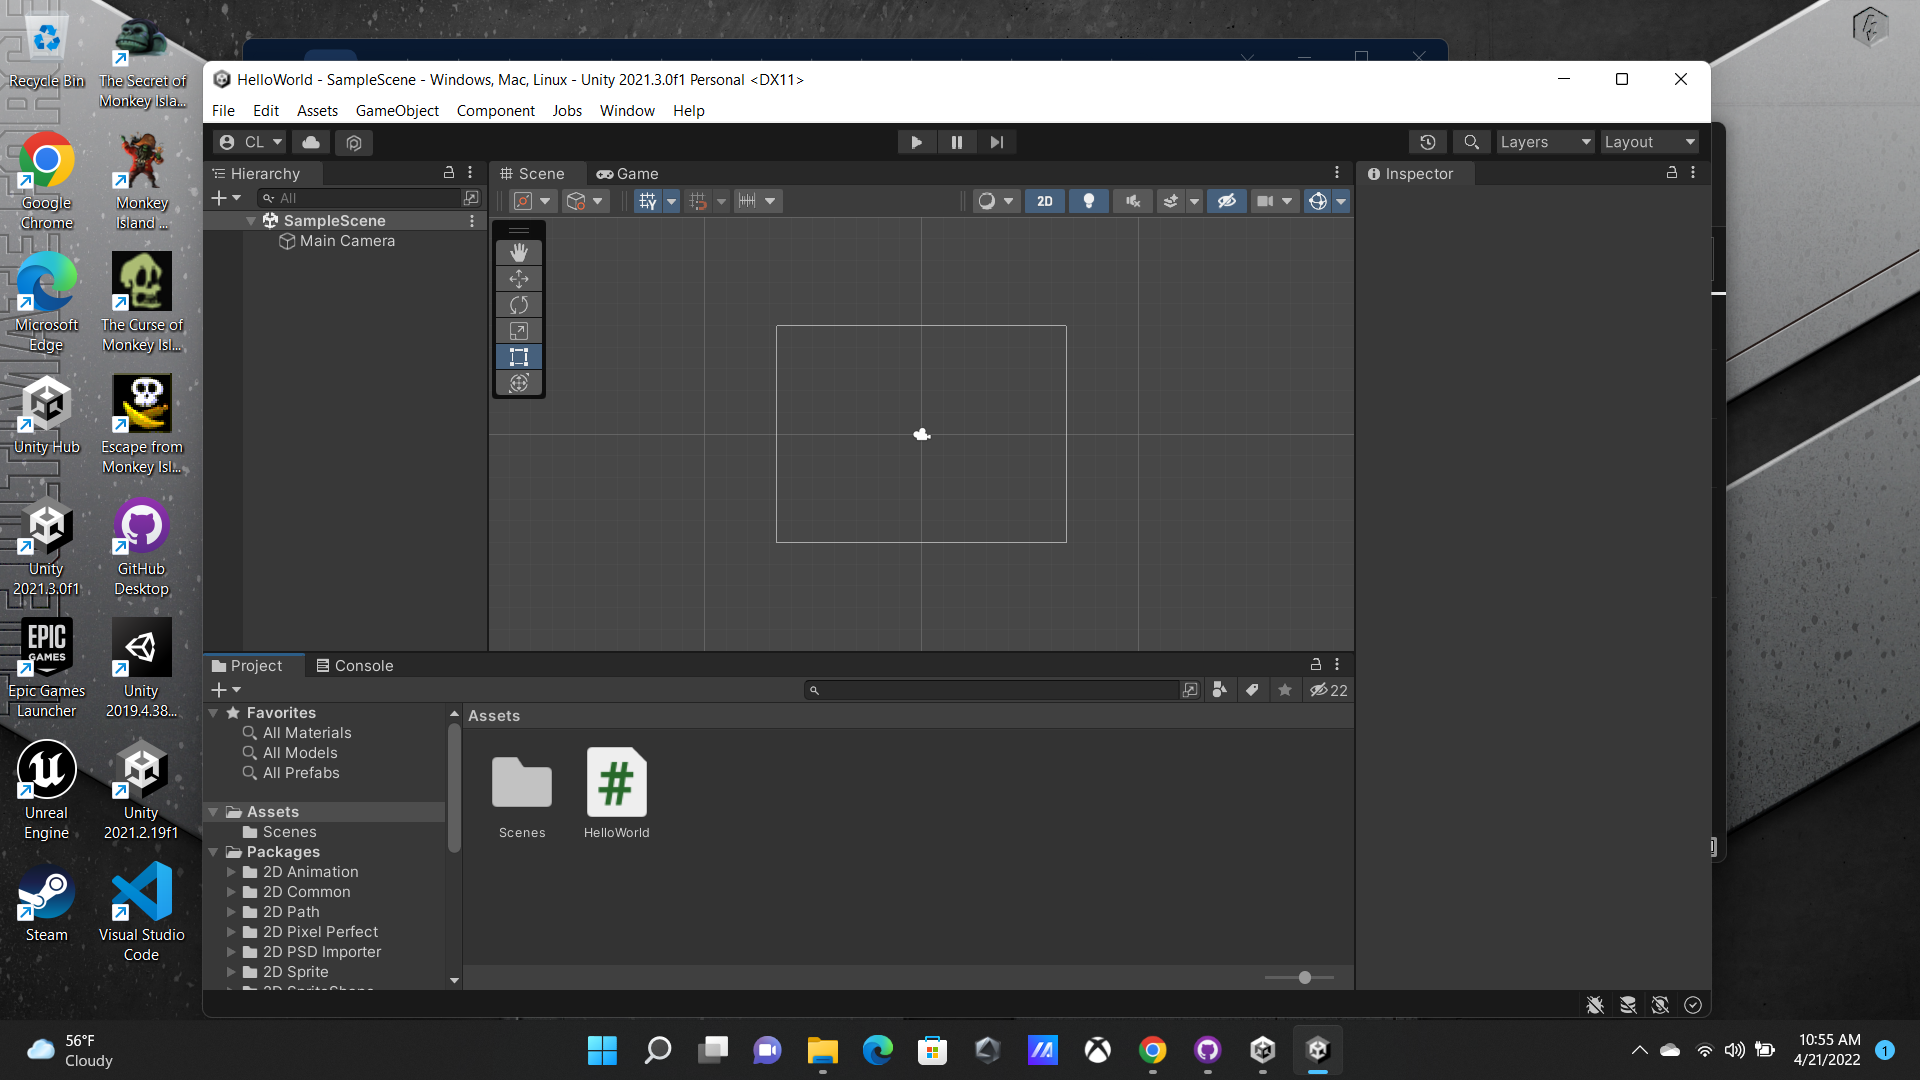 Recycle Bin
The Secret of
Monkey Isla...
Google
Chrome
Monkey
Island ...
Microsoft
Edge
The Curse of
Monkey Isl...
Unity Hub
Escape from
Monkey Isl...
Unity
2021.3.0f1
GitHub
Desktop
EPIC
GAMES
Epic Games
Launcher
Unity
2019.4.38...
Unreal
Engine
Unity
2021.2.19f1
Steam
Visual Studio
Code
HelloWorld - SampleScene - Windows, Mac, Linux - Unity 2021.3.0f1 Personal <DX11>
File Edit Assets GameObject Component Jobs Window Help
CL Layers Layout
Hierarchy
All
SampleScene
Main Camera
Scene Game
2D
Inspector
Project Console
22
Favorites
All Materials
All Models
All Prefabs
Assets
Scenes
Packages
2D Animation
2D Common
2D Path
2D Pixel Perfect
2D PSD Importer
2D Sprite
2D SpriteShape
Assets
#
Scenes HelloWorld
56°F
Cloudy
10:55 AM
4/21/2022
1